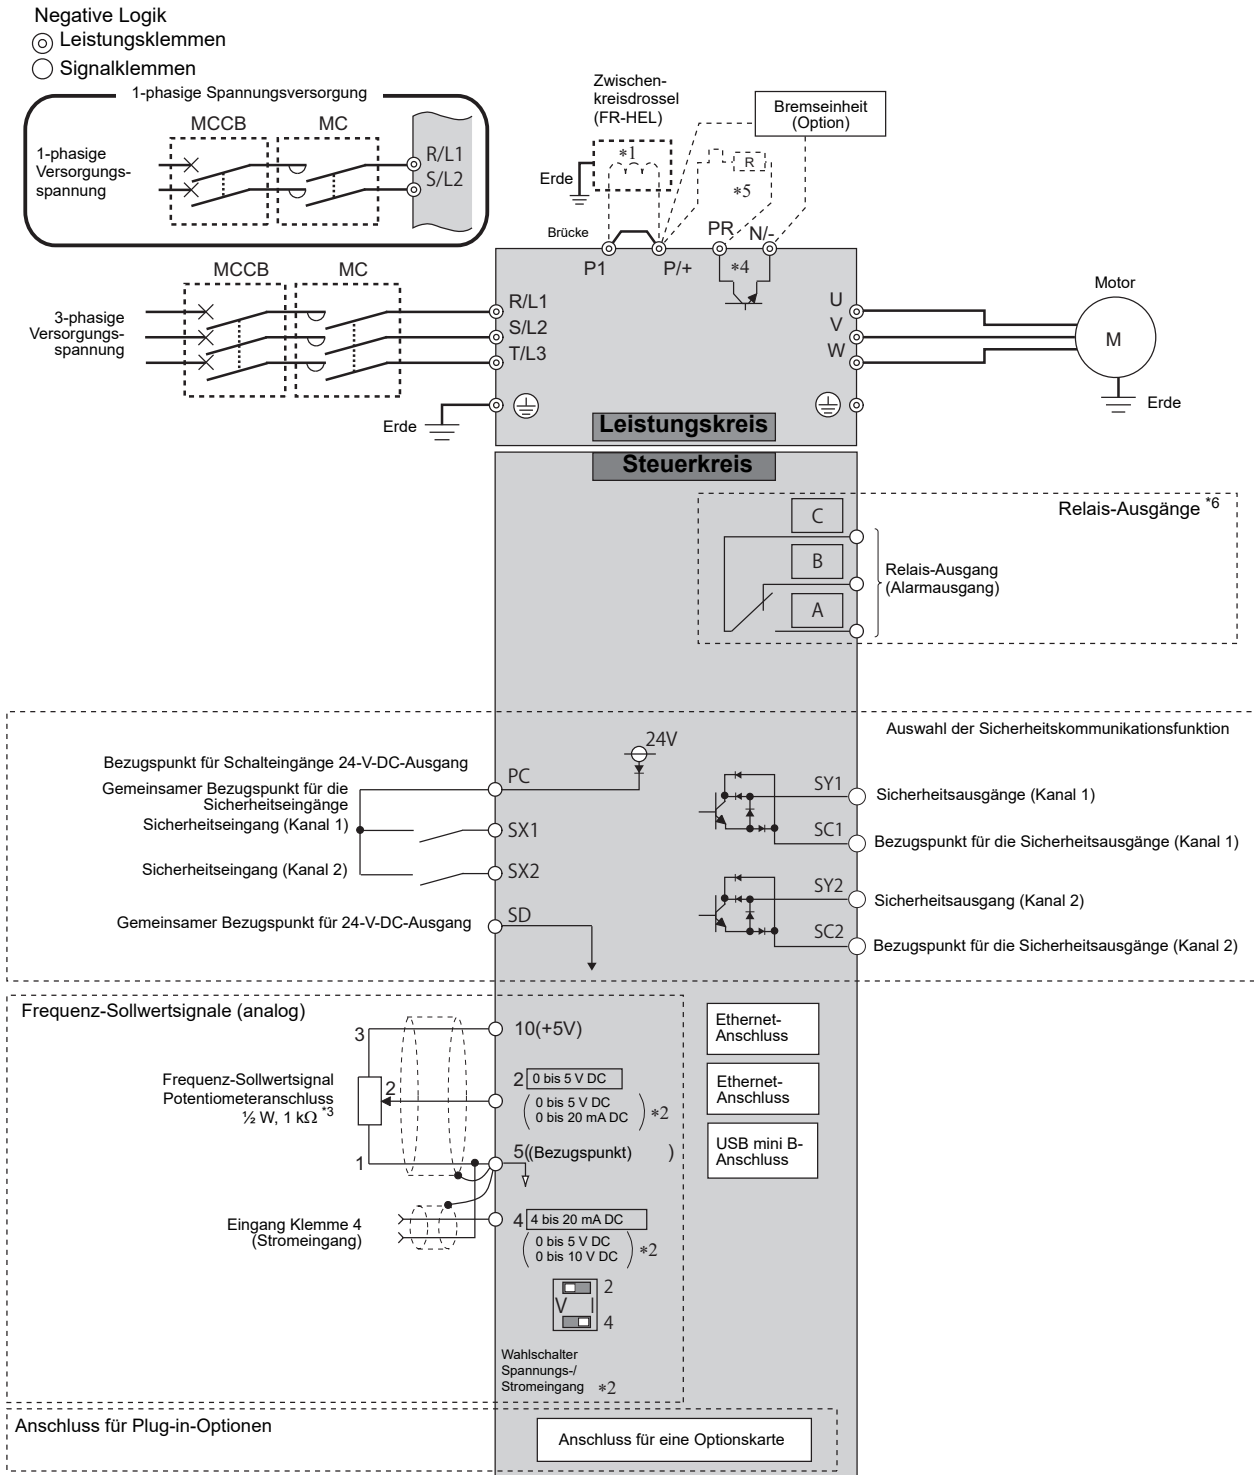 Negative Logik
Leistungsklemmen
Signalklemmen
1-phasige Spannungsversorgung
MCCB MC
1-phasige
Versorgungs-
spannung
R/L1
S/L2
Zwischen-
kreisdrossel
(FR-HEL)
Bremseinheit
(Option)
*1
R
Erde
*5
Brücke
PR N/-
P1 P/+ *4
MCCB MC
3-phasige
Versorgungs-
spannung
R/L1
S/L2
T/L3
U
V
W
Motor
M
Erde
Erde
Leistungskreis
Steuerkreis
Relais-Ausgänge *6
C
B
A
Relais-Ausgang
(Alarmausgang)
Auswahl der Sicherheitskommunikationsfunktion
24V
Bezugspunkt für Schalteingänge 24-V-DC-Ausgang
PC
Gemeinsamer Bezugspunkt für die
Sicherheitseingänge
Sicherheitseingang (Kanal 1)
SX1
Sicherheitseingang (Kanal 2)
SX2
Gemeinsamer Bezugspunkt für 24-V-DC-Ausgang
SD
SY1 Sicherheitsausgänge (Kanal 1)
SC1 Bezugspunkt für die Sicherheitsausgänge (Kanal 1)
SY2 Sicherheitsausgang (Kanal 2)
SC2 Bezugspunkt für die Sicherheitsausgänge (Kanal 2)
Frequenz-Sollwertsignale (analog)
3
10(+5V)
Frequenz-Sollwertsignal
Potentiometeranschluss
½ W, 1 kΩ *3
2
2 0 bis 5 V DC
(0 bis 5 V DC
0 bis 20 mA DC) *2
1
5((Bezugspunkt) )
Eingang Klemme 4
(Stromeingang)
4 4 bis 20 mA DC
(0 bis 5 V DC
0 bis 10 V DC) *2
2
V I
4
Wahlschalter
Spannungs-/
Stromeingang *2
Ethernet-
Anschluss
Ethernet-
Anschluss
USB mini B-
Anschluss
Anschluss für Plug-in-Optionen
Anschluss für eine Optionskarte